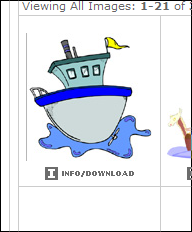 Viewing All Images: 1-21 of
I INFO/DOWNLOAD